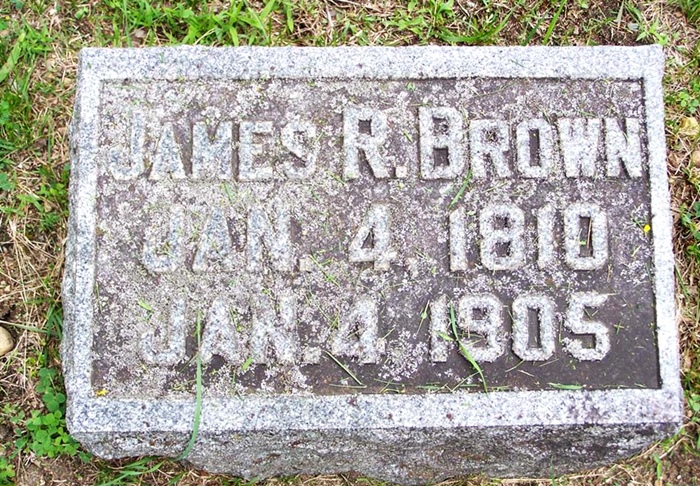 JAMES R. BROWN
JAN. 4, 1810
JAN. 4 1905